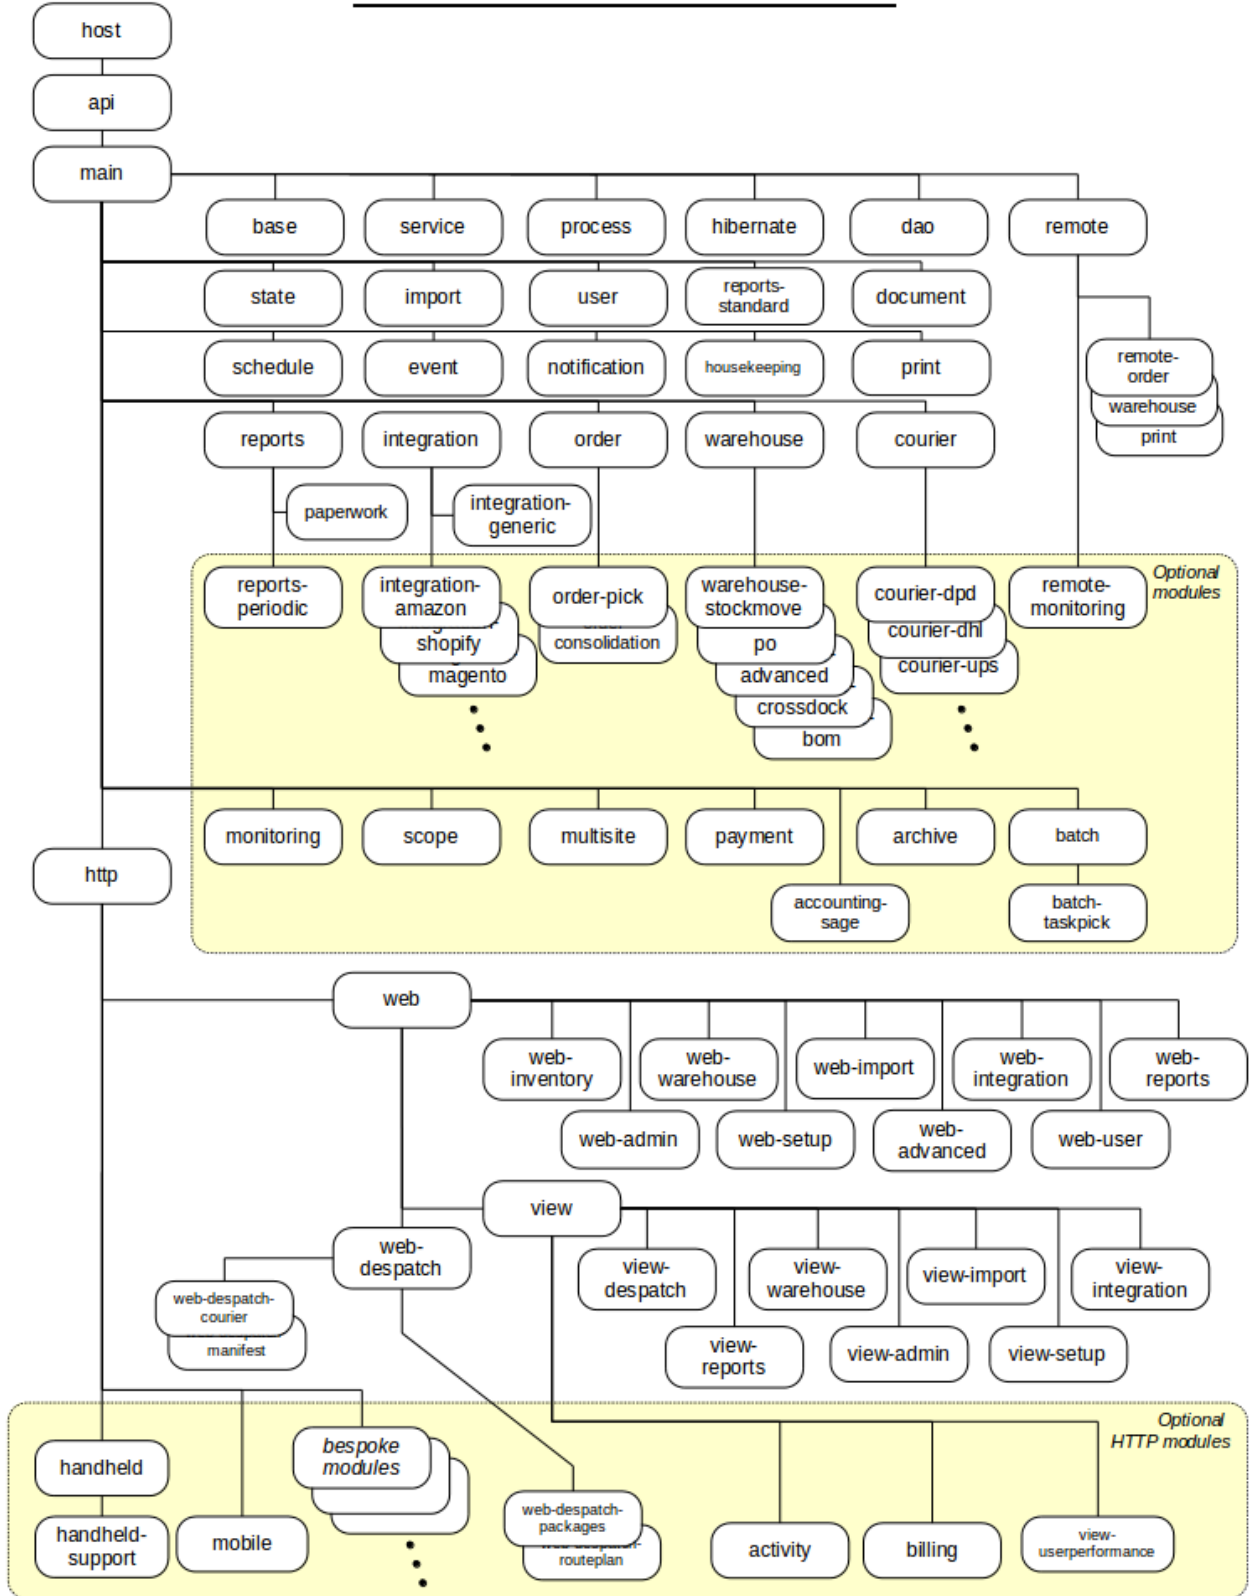 host
api
main
base
service
process
hibernate
dao
remote
state
import
user
reports-
standard
document
schedule
event
notification
housekeeping
print
remote-
order
warehouse
print
reports
integration
order
warehouse
courier
paperwork
integration-
generic
Optional
modules
reports-
periodic
integration-
amazon
shopify
magento
order-pick
consolidation
warehouse-
stockmove
po
advanced
crossdock
bom
courier-dpd
courier-dhl
courier-ups
remote-
monitoring
monitoring
scope
multisite
payment
archive
batch
http
accounting-
sage
batch-
taskpick
web
web-
inventory
web-
warehouse
web-import
web-
integration
web-
reports
web-admin
web-setup
web-
advanced
web-user
view
web-
despatch
view-
despatch
view-
warehouse
view-import
view-
integration
web-despatch-
courier
manifest
view-
reports
view-admin
view-setup
Optional
HTTP modules
bespoke
modules
handheld
handheld-
support
mobile
web-despatch-
packages
routeplan
activity
billing
view-
userperformance